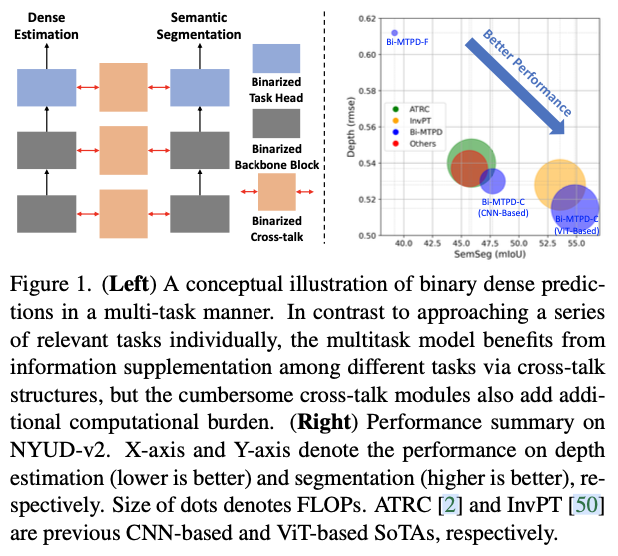 Dense
Estimation
Semantic
Segmentation
Binarized
Task Head
Binarized
Backbone Block
Binarized
Cross-talk
0.62
0.60
0.58
0.56
0.54
0.52
0.50
Depth (rmse)
40.0 42.5 45.0 47.5 50.0 52.5 55.0
SemSeg (mIoU)
Bi-MTPD-F
Better Performance
ATRC
InvPT
Bi-MTPD
Others
Bi-MTPD-C
(CNN-Based)
Bi-MTPD-C
(ViT-Based)
Figure 1. (Left) A conceptual illustration of binary dense predic-
tions in a multi-task manner. In contrast to approaching a series
of relevant tasks individually, the multitask model benefits from
information supplementation among different tasks via cross-talk
structures, but the cumbersome cross-talk modules also add addi-
tional computational burden. (Right) Performance summary on
NYUD-v2. X-axis and Y-axis denote the performance on depth
estimation (lower is better) and segmentation (higher is better), re-
spectively. Size of dots denotes FLOPs. ATRC [2] and InvPT [50]
are previous CNN-based and ViT-based SoTAs, respectively.